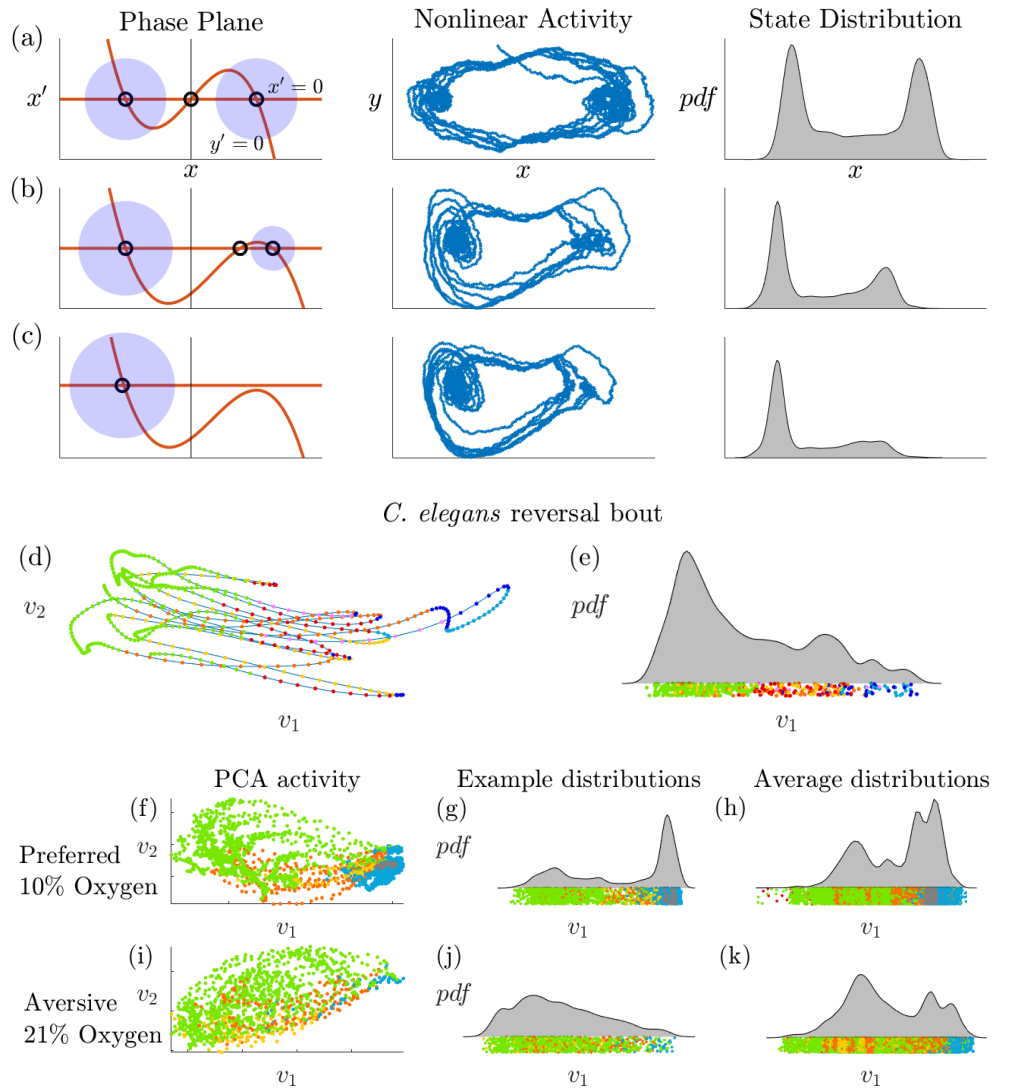 Phase Plane
Nonlinear Activity
State Distribution
(a)
x′
x′ = 0
y′ = 0
x
y
x
pdf
x
(b)
(c)
C. elegans reversal bout
(d)
v₂
v₁
(e)
pdf
v₁
PCA activity
Example distributions
Average distributions
Preferred
10% Oxygen
(f)
v₂
v₁
(g)
pdf
v₁
(h)
v₁
Aversive
21% Oxygen
(i)
v₂
v₁
(j)
pdf
v₁
(k)
v₁